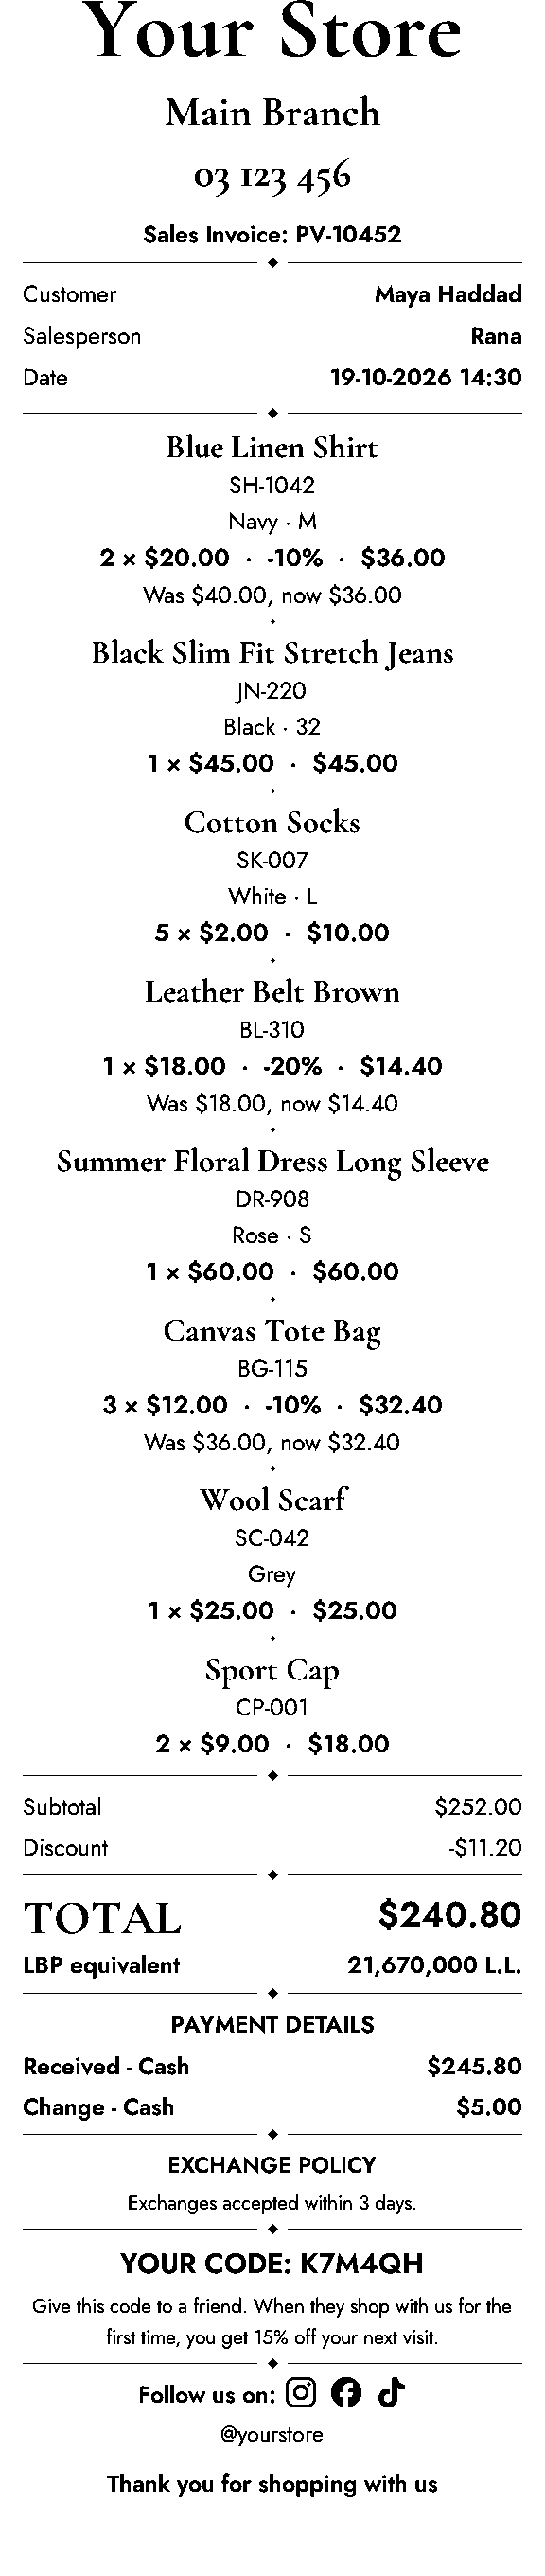 Your Store
Main Branch
03 123 456
Sales Invoice: PV-10452
Customer Maya Haddad
Salesperson Rana
Date 19-10-2026 14:30
Blue Linen Shirt
SH-1042
Navy · M
2 × $20.00 · -10% · $36.00
Was $40.00, now $36.00
Black Slim Fit Stretch Jeans
JN-220
Black · 32
1 × $45.00 · $45.00
Cotton Socks
SK-007
White · L
5 × $2.00 · $10.00
Leather Belt Brown
BL-310
1 × $18.00 · -20% · $14.40
Was $18.00, now $14.40
Summer Floral Dress Long Sleeve
DR-908
Rose · S
1 × $60.00 · $60.00
Canvas Tote Bag
BG-115
3 × $12.00 · -10% · $32.40
Was $36.00, now $32.40
Wool Scarf
SC-042
Grey
1 × $25.00 · $25.00
Sport Cap
CP-001
2 × $9.00 · $18.00
Subtotal $252.00
Discount -$11.20
TOTAL $240.80
LBP equivalent 21,670,000 L.L.
PAYMENT DETAILS
Received - Cash $245.80
Change - Cash $5.00
EXCHANGE POLICY
Exchanges accepted within 3 days.
YOUR CODE: K7M4QH
Give this code to a friend. When they shop with us for the
first time, you get 15% off your next visit.
Follow us on:
@yourstore
Thank you for shopping with us